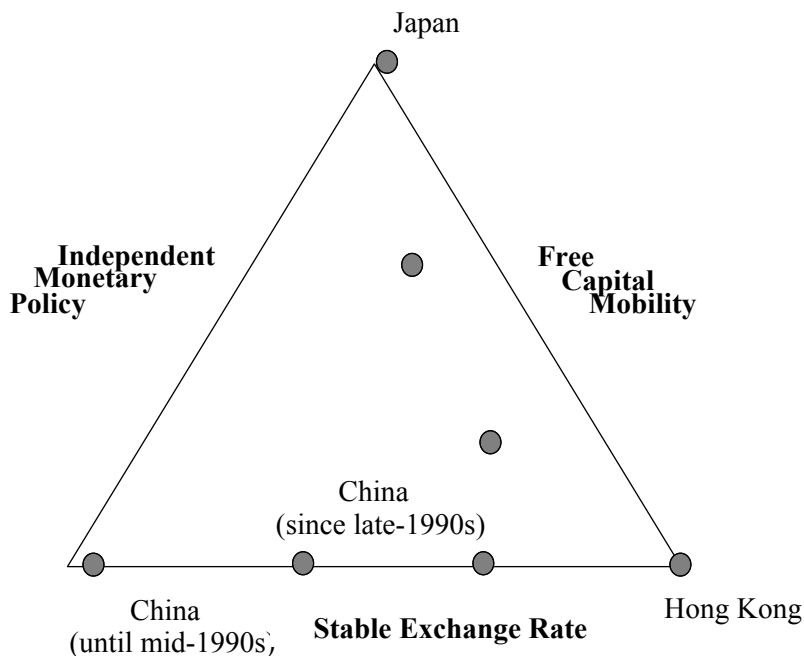 Japan
Independent
Monetary
Policy
Free
Capital
Mobility
China
(since late-1990s)
China
(until mid-1990s),
Stable Exchange Rate
Hong Kong